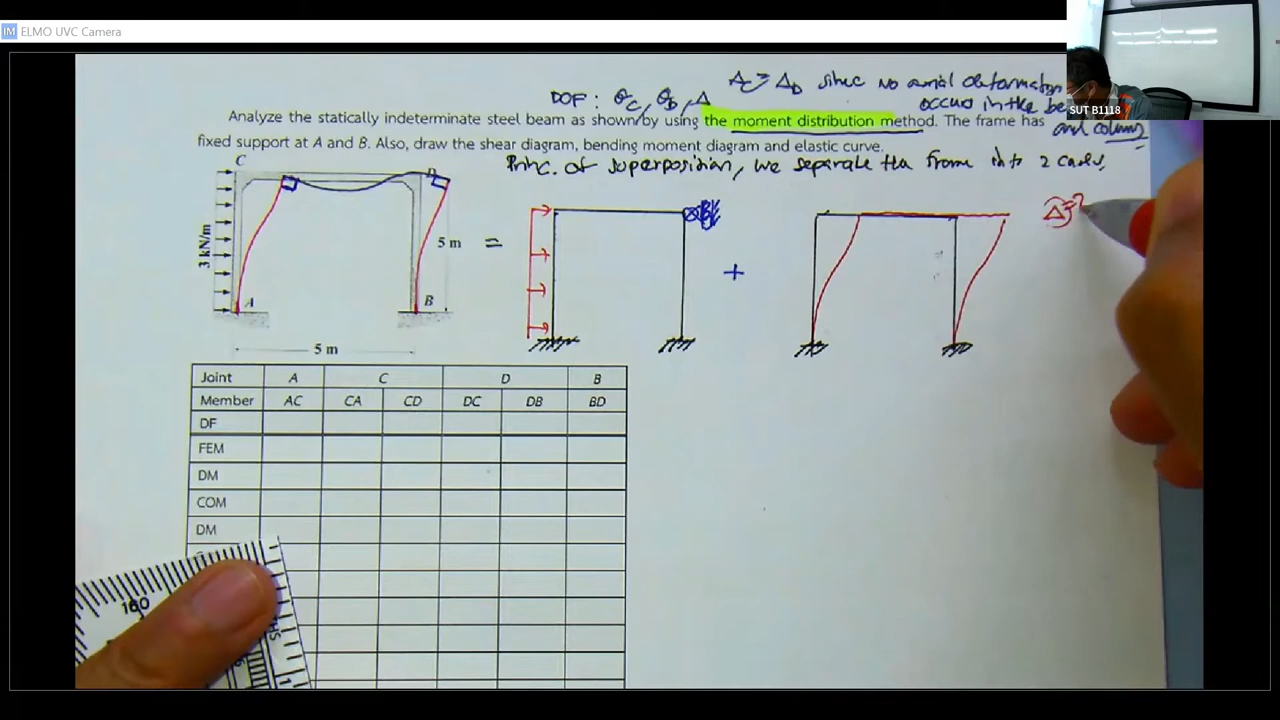 IM ELMO UVC Camera
SUT B1118
DOF : θC, θD, Δ
ΔC = ΔD since No axial deformation
occurs in the be
and column
Analyze the statically indeterminate steel beam as shown by using the moment distribution method. The frame has
fixed support at A and B. Also, draw the shear diagram, bending moment diagram and elastic curve.
Princ. of superposition, we separate the frame into 2 cases,
C
D
3 kN/m
5 m
=
+
Δ=?
A
B
5 m
Joint A C D B
Member AC CA CD DC DB BD
DF
FEM
DM
COM
DM
160